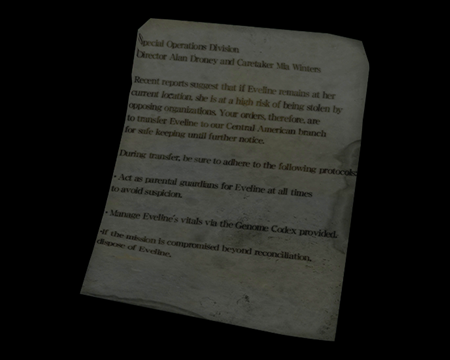 Special Operations Division
Director Alan Droney and Caretaker Mia Winters
Recent reports suggest that if Eveline remains at her
current location, she is at a high risk of being stolen by
opposing organizations. Your orders, therefore, are
to transfer Eveline to our Central American branch
for safe keeping until further notice.
During transfer, be sure to adhere to the following protocols:
• Act as parental guardians for Eveline at all times
to avoid suspicion.
• Manage Eveline's vitals via the Genome Codex provided.
•If the mission is compromised beyond reconciliation,
dispose of Eveline.